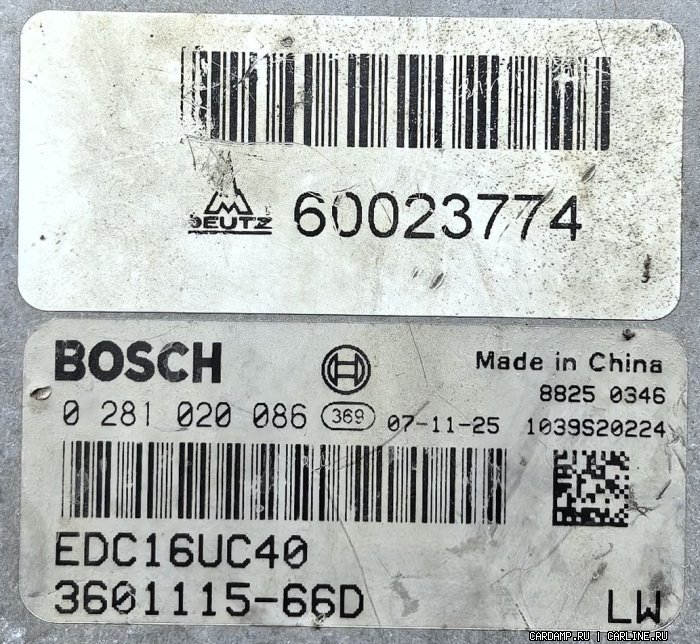 DEUTZ 60023774
BOSCH
Made in China
8825 0346
0 281 020 086 369 07-11-25 1039S20224
EDC16UC40
3601115-66D LW
CARDAMP.RU | CARLINE.RU